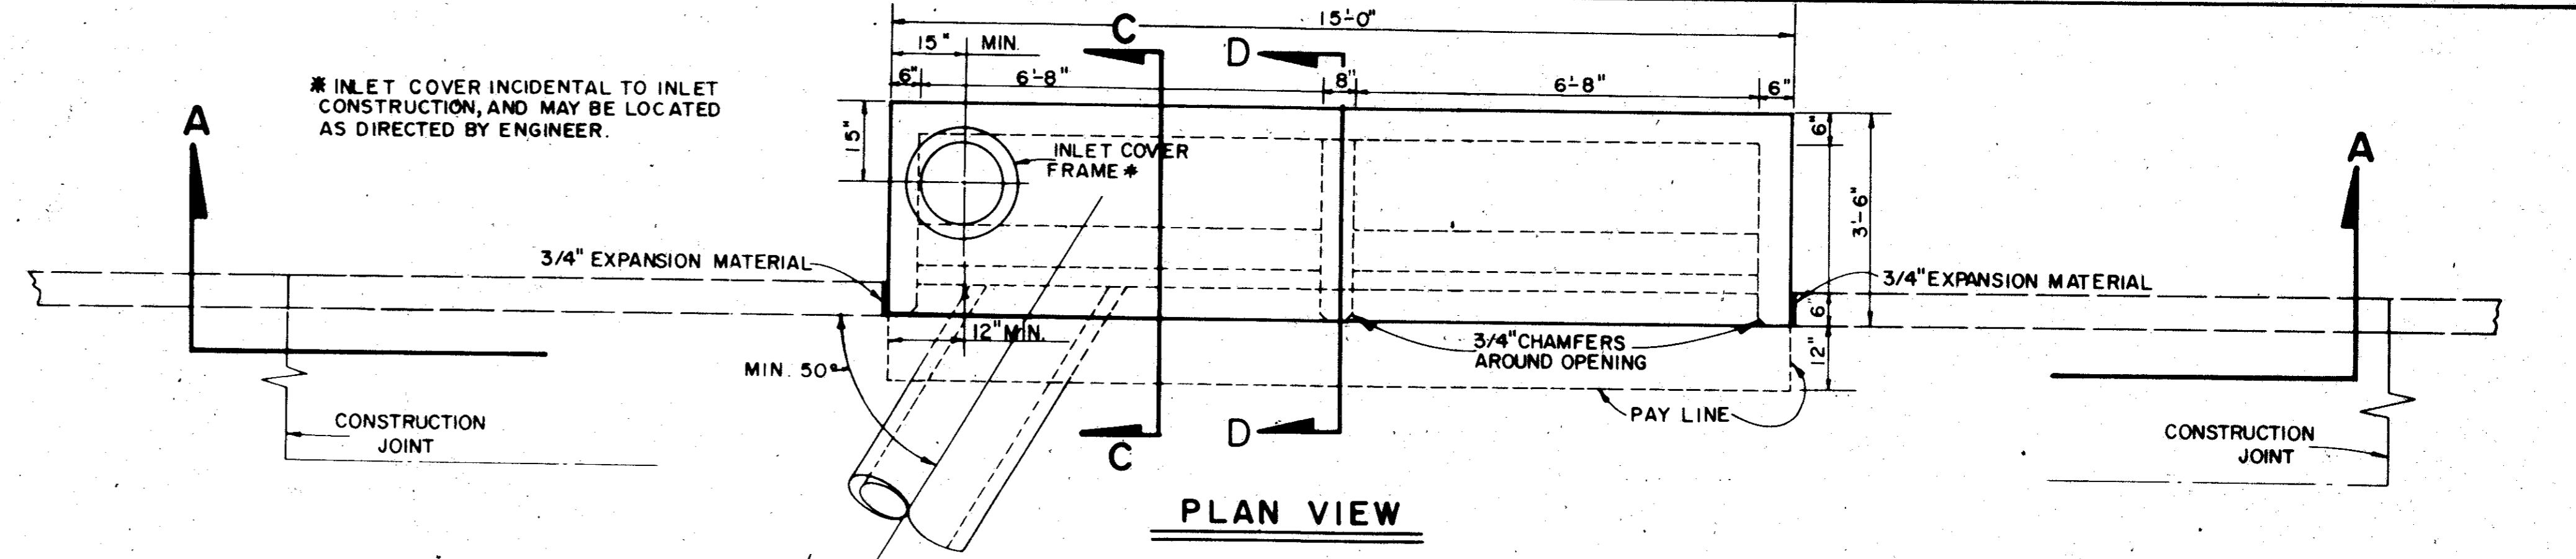 15'-0"
C
15" MIN.
D
6" 6'-8" 8" 6'-8" 6"
* INLET COVER INCIDENTAL TO INLET
CONSTRUCTION, AND MAY BE LOCATED
AS DIRECTED BY ENGINEER.
A
15"
INLET COVER
FRAME *
6"
A
3'-6"
3/4" EXPANSION MATERIAL
3/4" EXPANSION MATERIAL
6"
12" MIN.
3/4" CHAMFERS
AROUND OPENING
12"
MIN. 50°
PAY LINE
CONSTRUCTION
JOINT
C
D
CONSTRUCTION
JOINT
PLAN VIEW